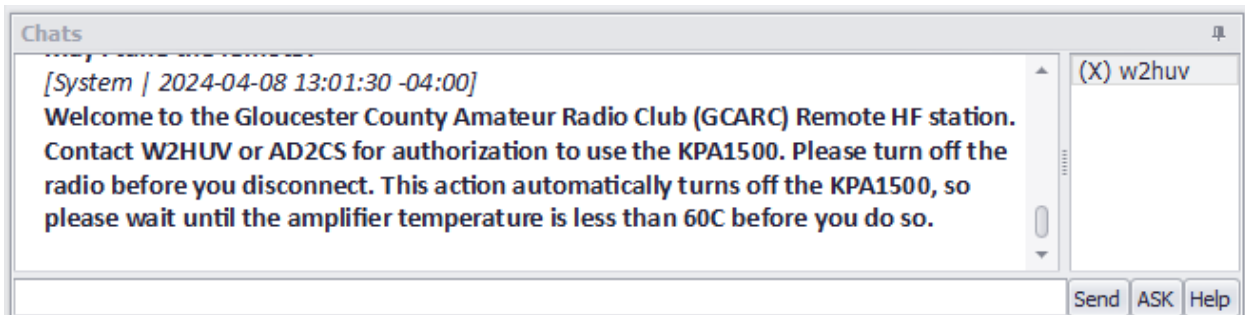 Chats
[System | 2024-04-08 13:01:30 -04:00]
Welcome to the Gloucester County Amateur Radio Club (GCARC) Remote HF station.
Contact W2HUV or AD2CS for authorization to use the KPA1500. Please turn off the
radio before you disconnect. This action automatically turns off the KPA1500, so
please wait until the amplifier temperature is less than 60C before you do so.
(X) w2huv
Send ASK Help